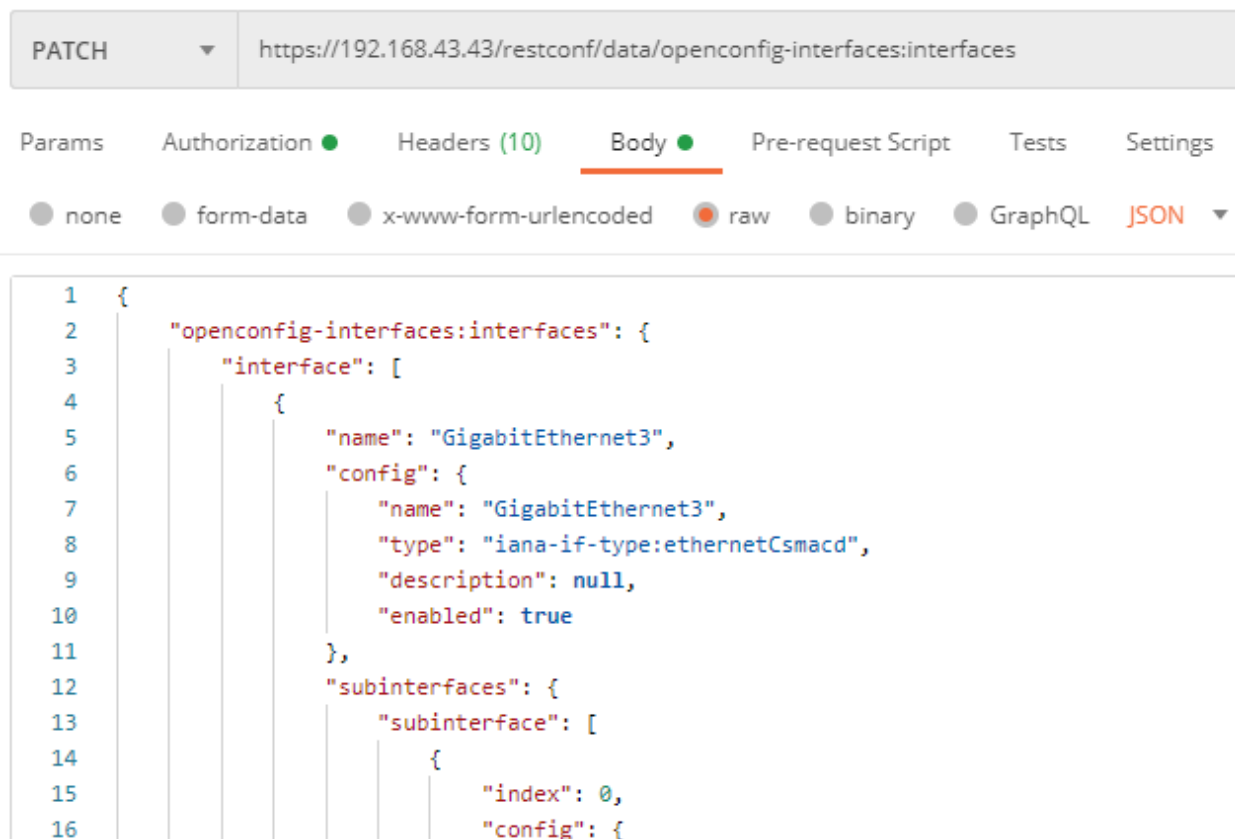 PATCH https://192.168.43.43/restconf/data/openconfig-interfaces:interfaces
Params Authorization Headers (10) Body Pre-request Script Tests Settings
none form-data x-www-form-urlencoded raw binary GraphQL JSON
1 {
2 "openconfig-interfaces:interfaces": {
3 "interface": [
4 {
5 "name": "GigabitEthernet3",
6 "config": {
7 "name": "GigabitEthernet3",
8 "type": "iana-if-type:ethernetCsmacd",
9 "description": null,
10 "enabled": true
11 },
12 "subinterfaces": {
13 "subinterface": [
14 {
15 "index": 0,
16 "config": {